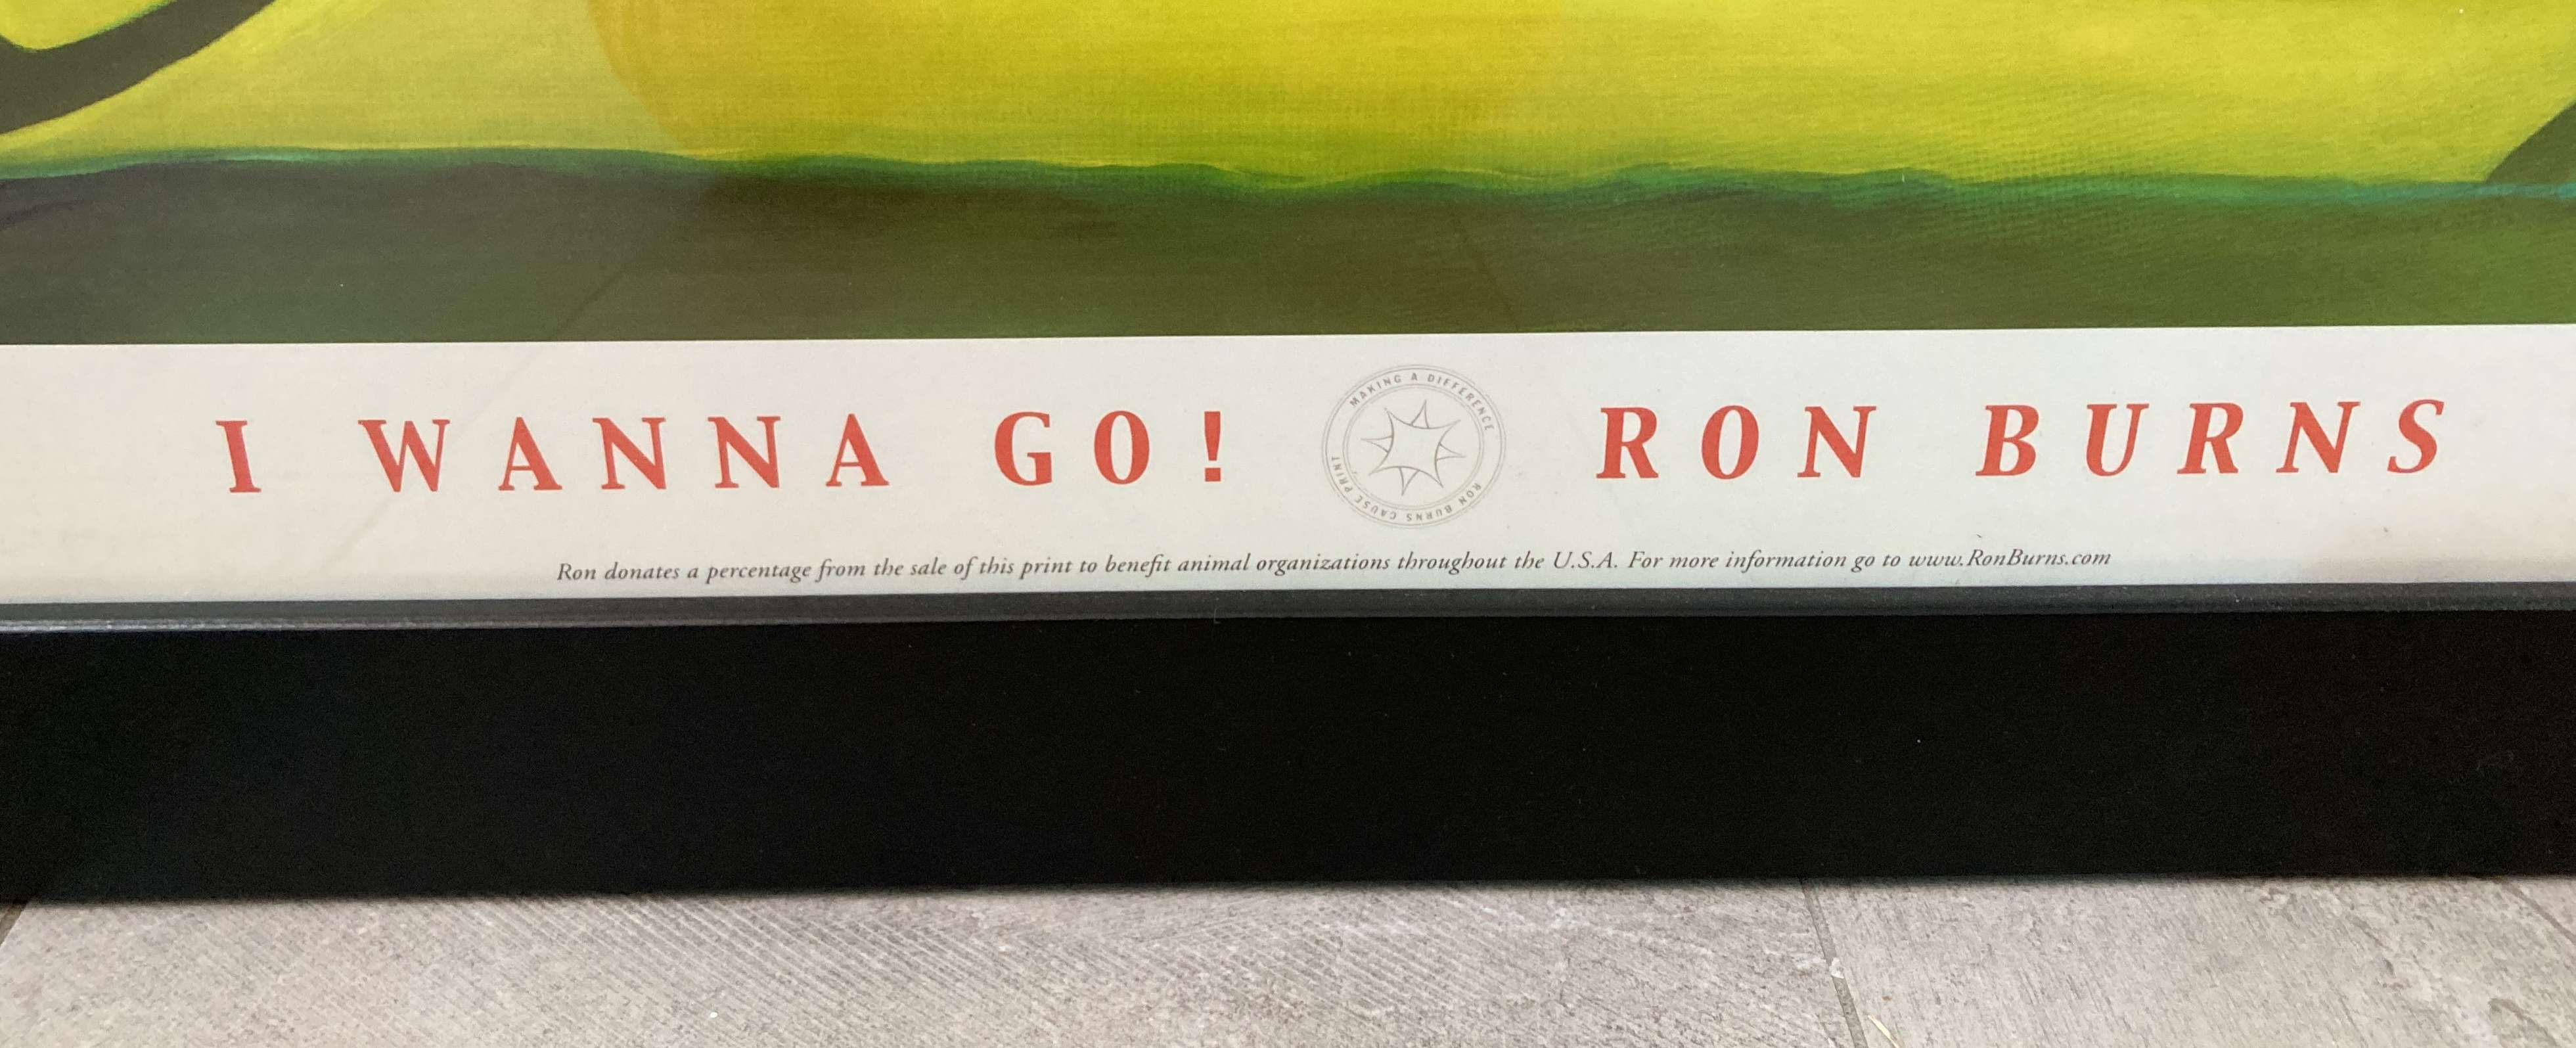 I WANNA GO!
MAKING A DIFFERENCE
RON BURNS CAUSE PRINT
RON BURNS
Ron donates a percentage from the sale of this print to benefit animal organizations throughout the U.S.A. For more information go to www.RonBurns.com